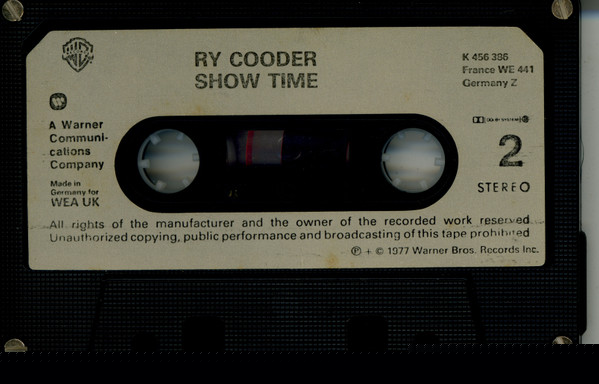 RY COODER
SHOW TIME
K 456 386
France WE 441
Germany Z
A Warner
Communi-
cations
Company
Made in
Germany for
WEA UK
DOLBY SYSTEM
2
STEREO
All rights of the manufacturer and the owner of the recorded work reserved
Unauthorized copying, public performance and broadcasting of this tape prohibited
℗ + © 1977 Warner Bros. Records Inc.